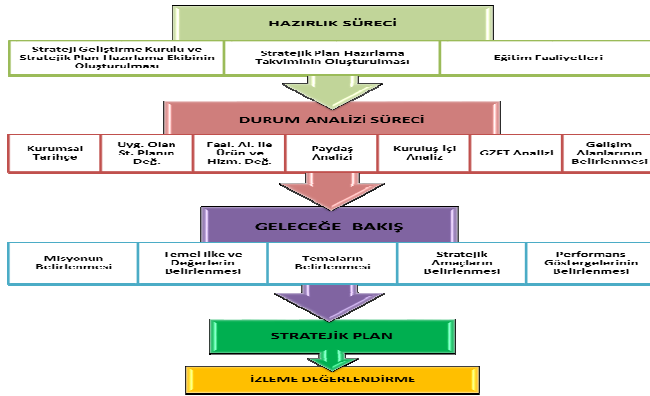 HAZIRLIK SÜRECİ
Strateji Geliştirme Kurulu ve
Stratejik Plan Hazırlama Ekibinin
Oluşturulması
Stratejik Plan Hazırlama
Takviminin Oluşturulması
Eğitim Faaliyetleri
DURUM ANALİZİ SÜRECİ
Kurumsal
Tarihçe
Uyg. Olan
St. Planın
Değ.
Faal. Al. ile
Ürün ve
Hizm. Değ.
Paydaş
Analizi
Kuruluş İçi
Analiz
GZFT Analizi
Gelişim
Alanlarının
Belirlenmesi
GELECEĞE BAKIŞ
Misyonun
Belirlenmesi
Temel İlke ve
Değerlerin
Belirlenmesi
Temaların
Belirlenmesi
Stratejik
Amaçların
Belirlenmesi
Performans
Göstergelerinin
Belirlenmesi
STRATEJİK PLAN
İZLEME DEĞERLENDİRME